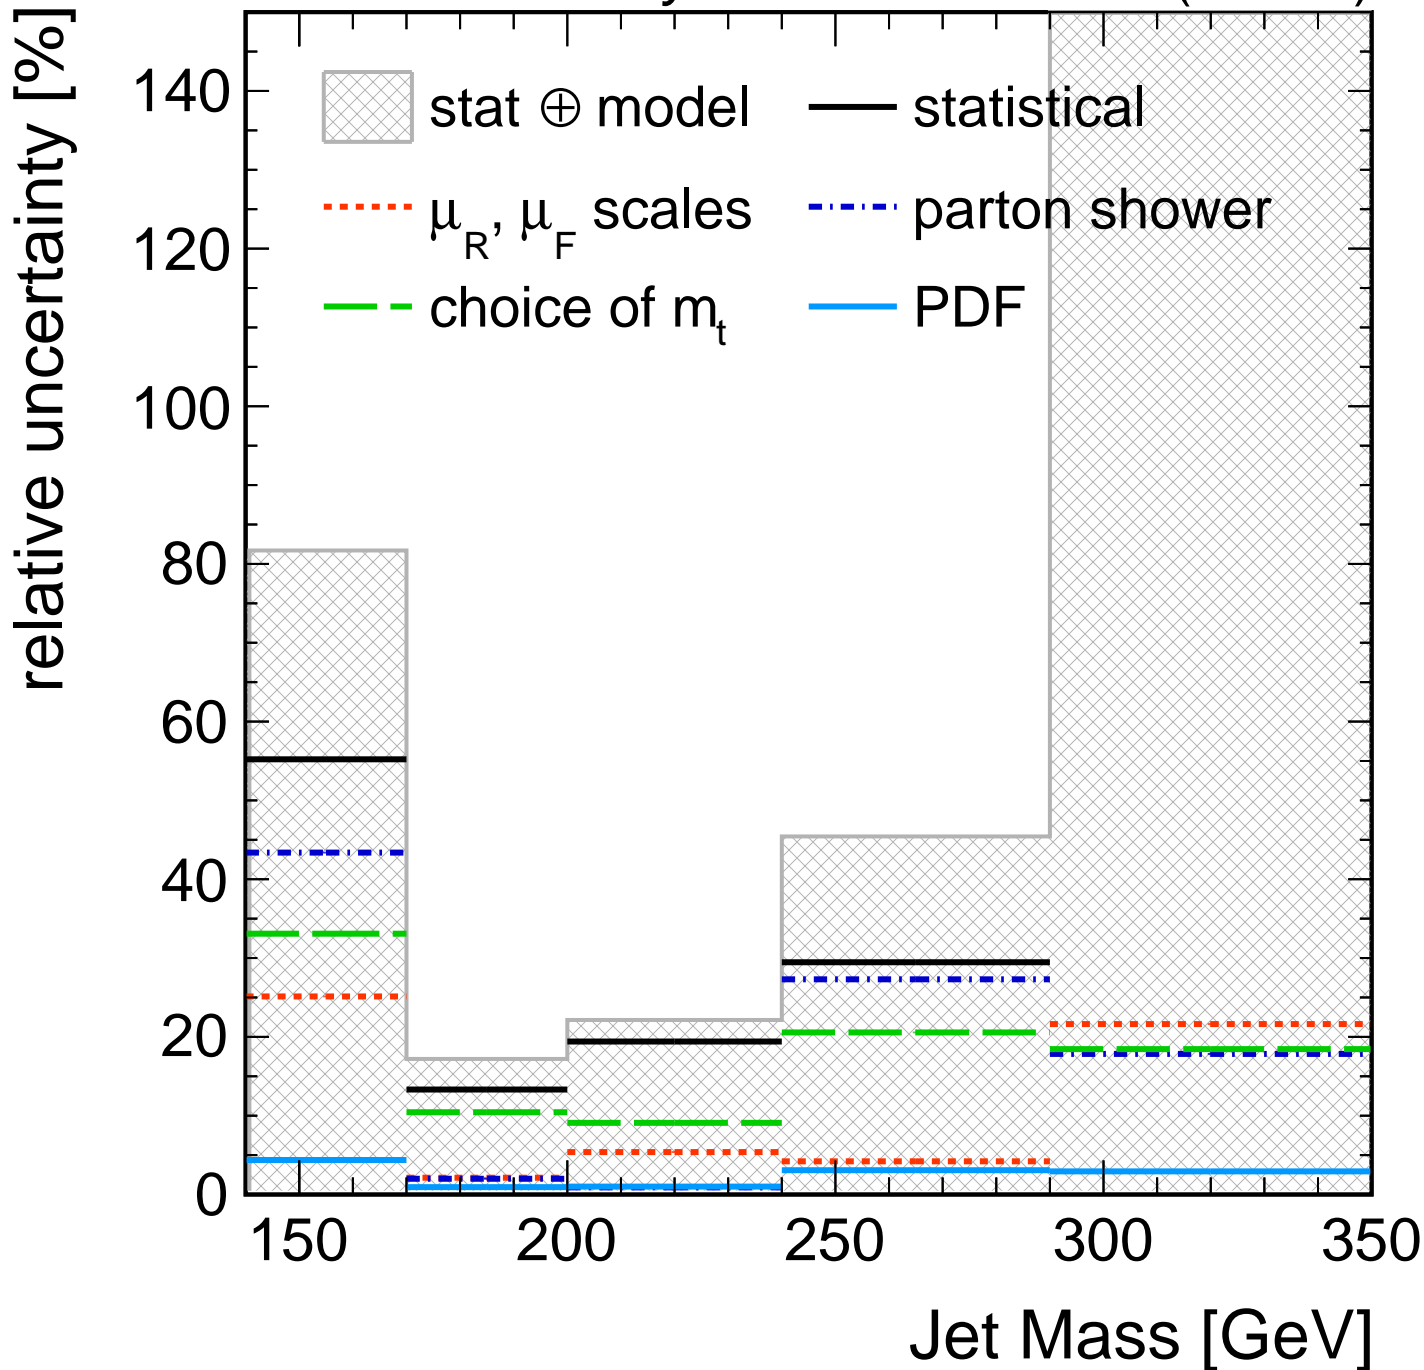 relative uncertainty [%]
140
120
100
80
60
40
20
0
stat ⊕ model
statistical
μR, μF scales
parton shower
choice of mt
PDF
150
200
250
300
350
Jet Mass [GeV]